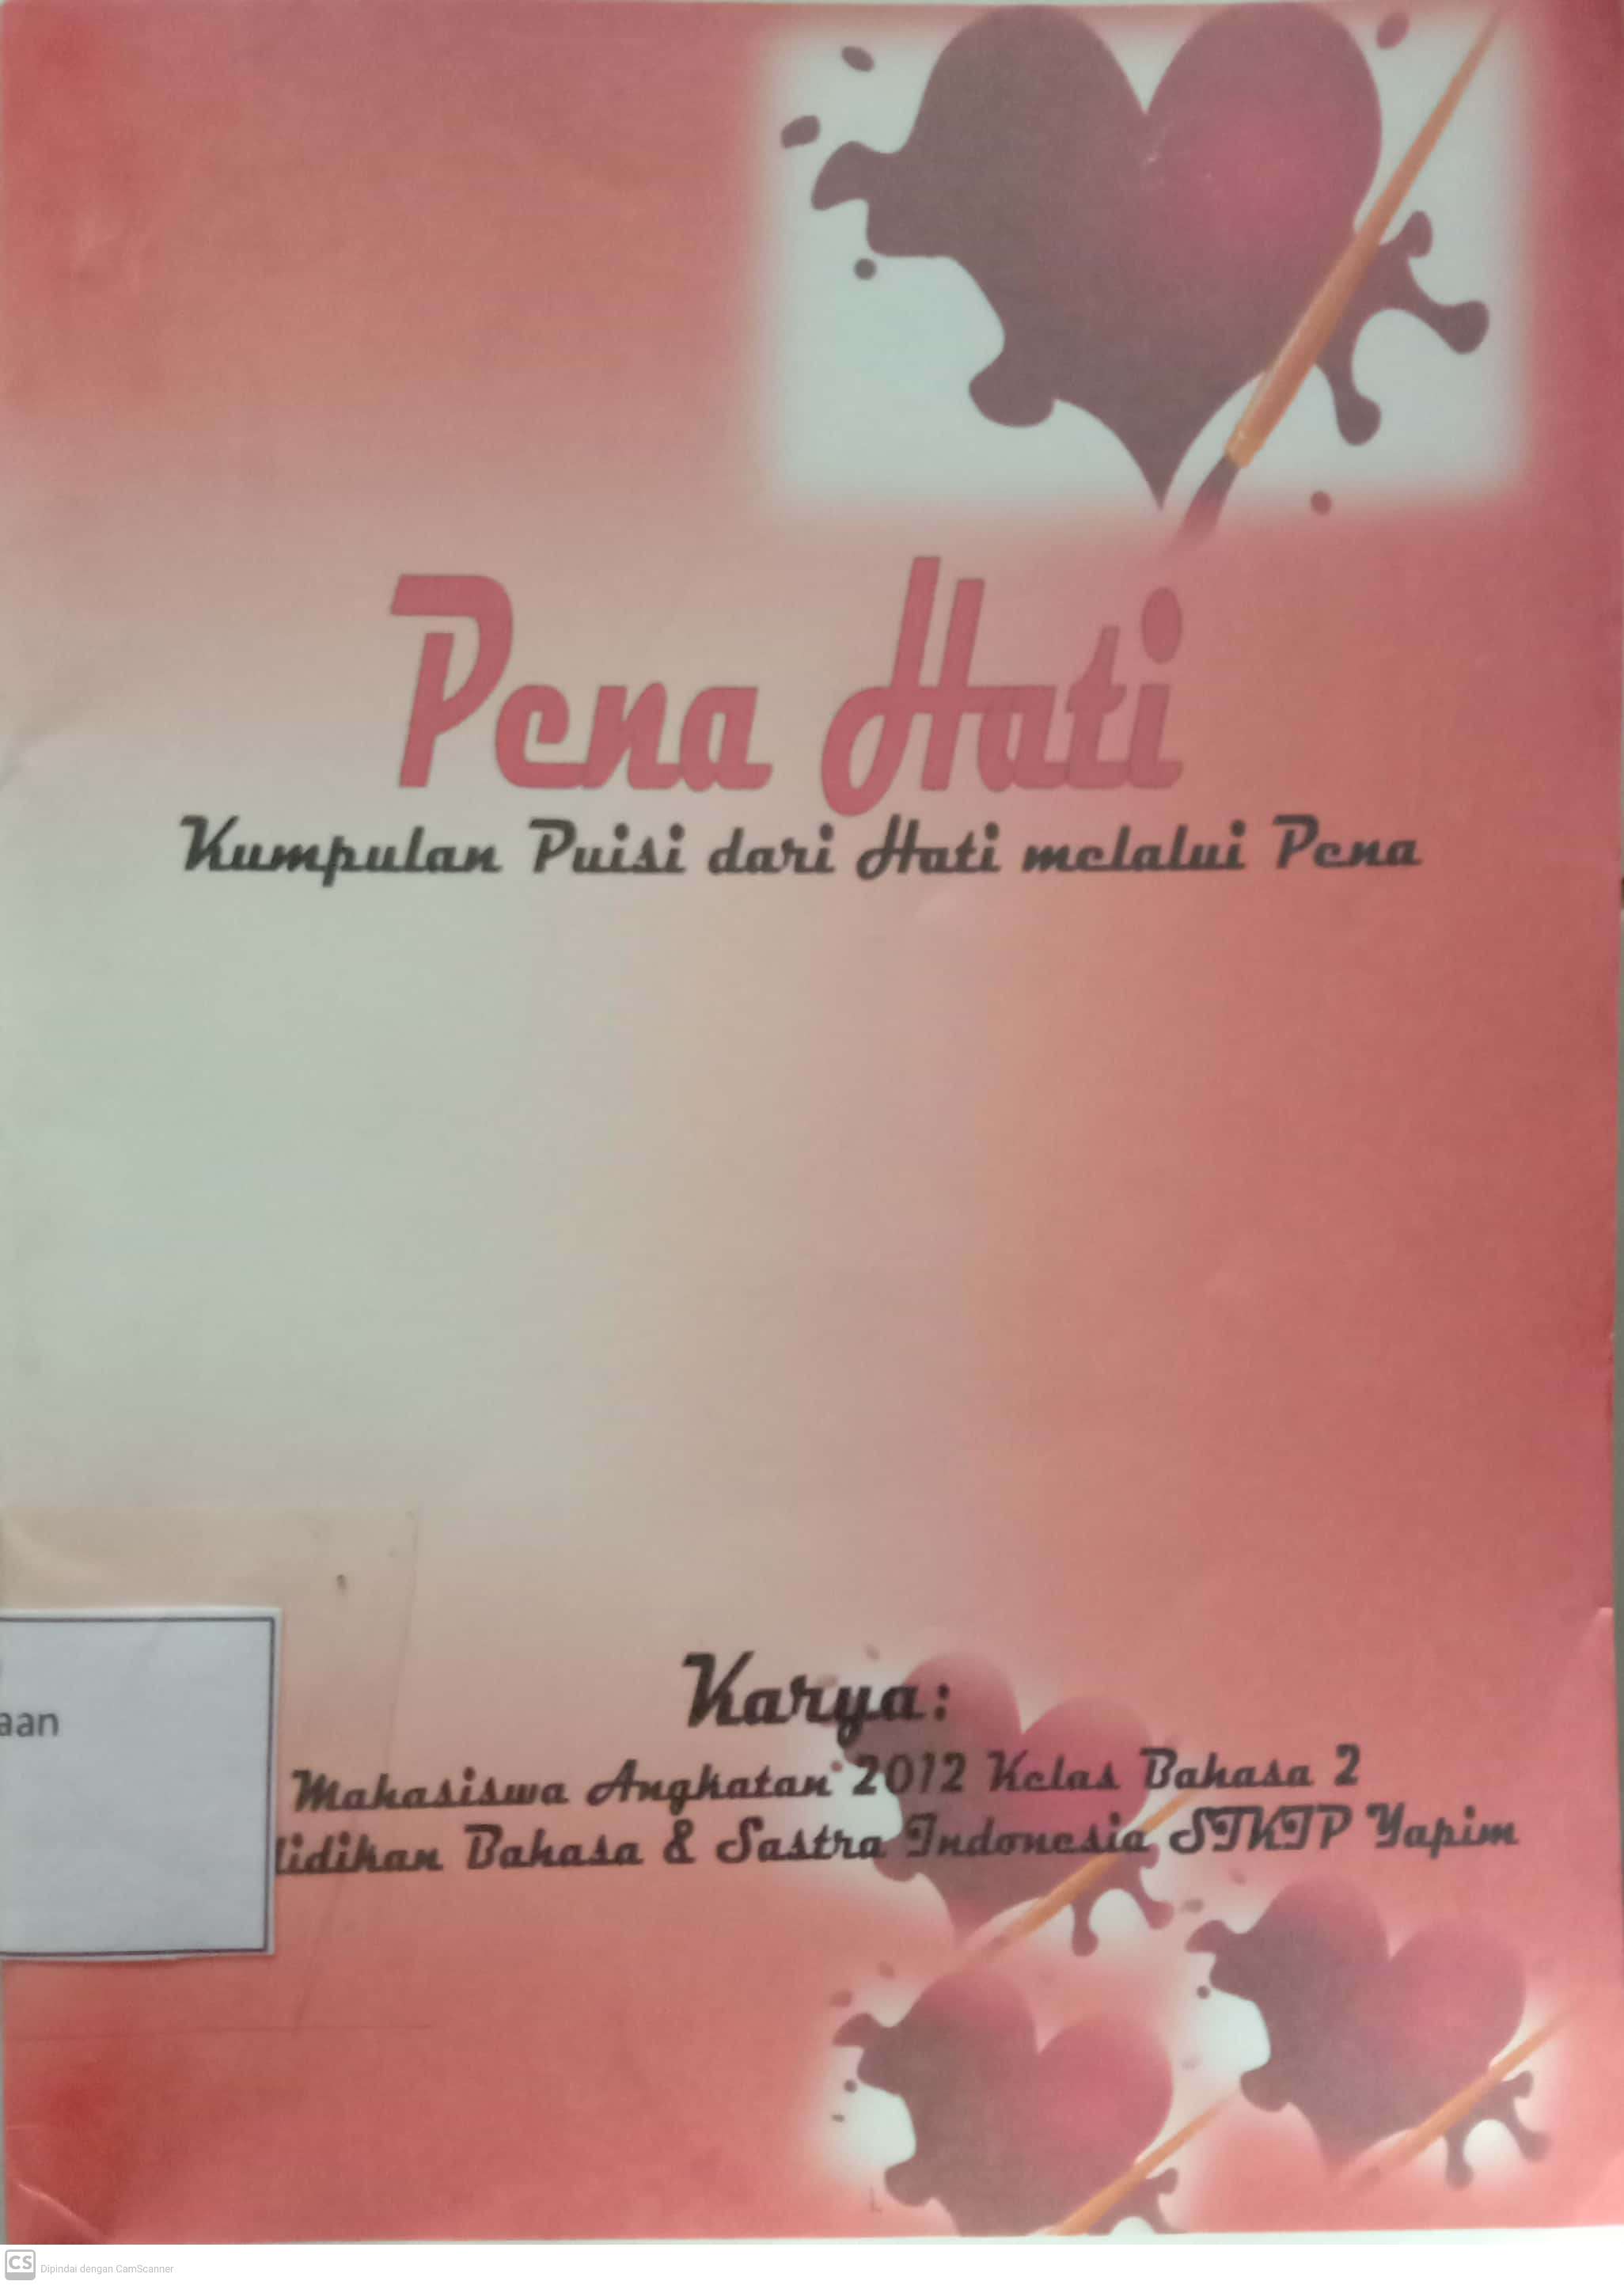 Pena Hati
Kumpulan Puisi dari Hati melalui Pena
Karya:
Mahasiswa Angkatan 2012 Kelas Bahasa 2
didikan Bahasa & Sastra Indonesia STKIP Yapim
aan
CS Dipindai dengan CamScanner